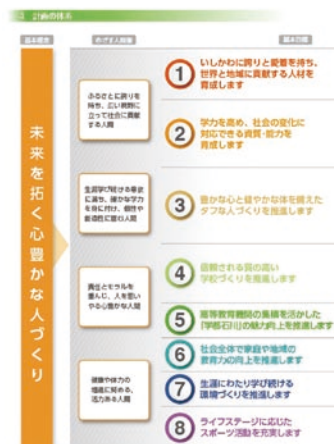 計画の体系
基本理念
めざす人間像
基本目標
未来を拓く心豊かな人づくり
ふるさとに誇りを
持ち、広い視野に
立って社会に貢献
する人間
生涯学び続ける意欲
に満ち、確かな学力
を身に付け、個性や
創造性に富む人間
責任とモラルを
重んじ、人を思い
やる心豊かな人間
健康や体力の
増進に努める、
活力ある人間
1
いしかわに誇りと愛着を持ち、
世界と地域に貢献する人材を
育成します
2
学力を高め、社会の変化に
対応できる資質・能力を
育成します
3
豊かな心と健やかな体を備えた
タフな人づくりを推進します
4
信頼される質の高い
学校づくりを推進します
5
高等教育機関の集積を活かした
「学都石川」の魅力向上を推進します
6
社会全体で家庭や地域の
教育力の向上を推進します
7
生涯にわたり学び続ける
環境づくりを推進します
8
ライフステージに応じた
スポーツ活動を充実します